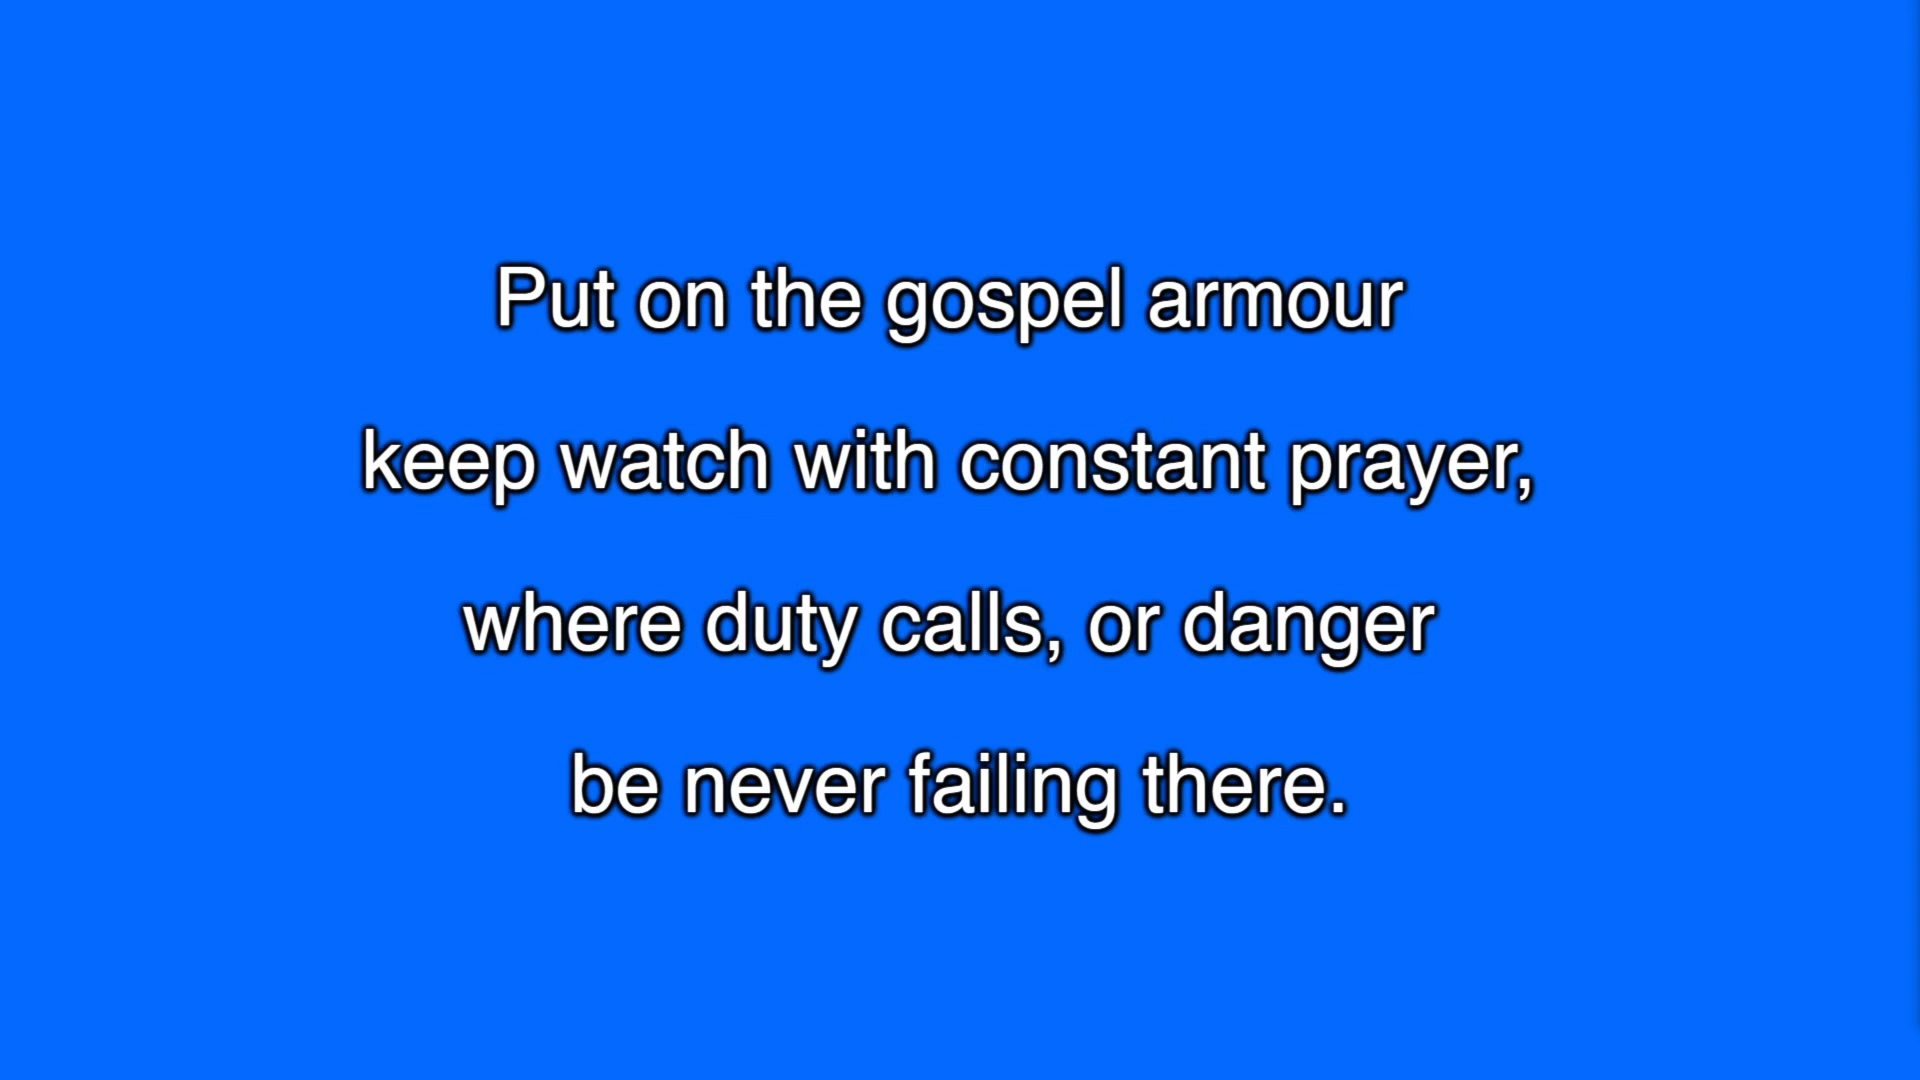 Put on the gospel armour
keep watch with constant prayer,
where duty calls, or danger
be never failing there.